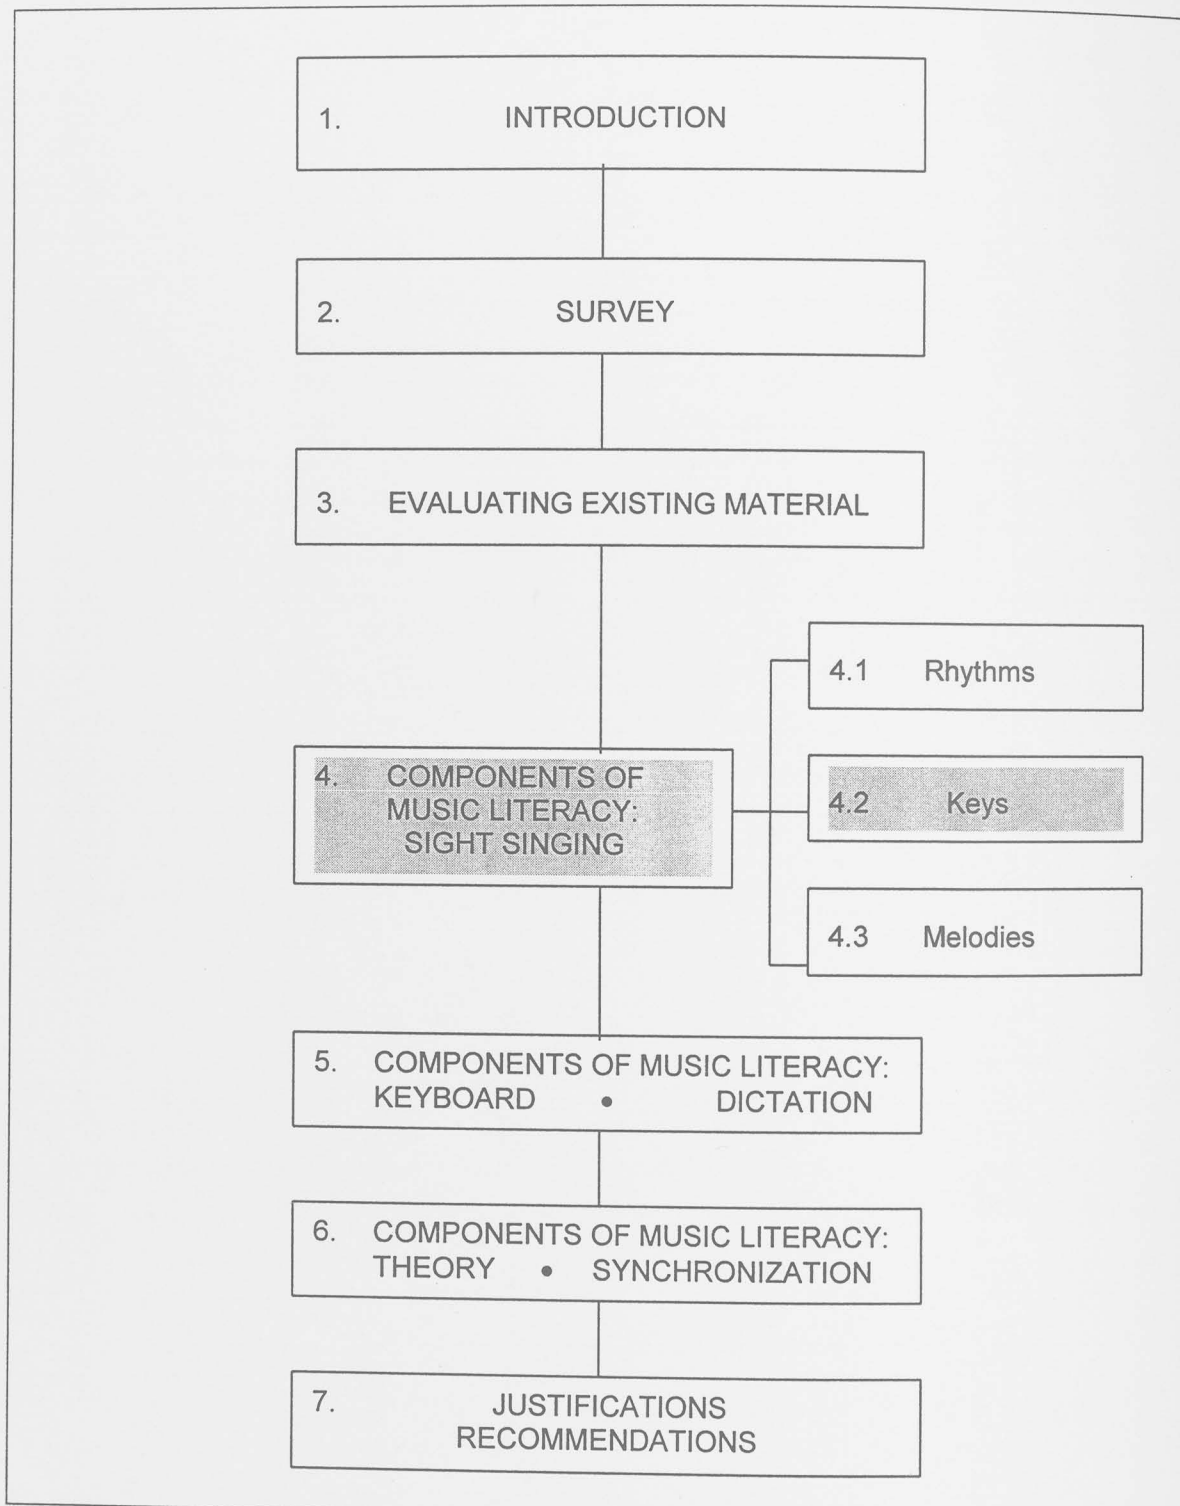 1. INTRODUCTION
2. SURVEY
3. EVALUATING EXISTING MATERIAL
4.1 Rhythms
4. COMPONENTS OF
MUSIC LITERACY:
SIGHT SINGING
4.2 Keys
4.3 Melodies
5. COMPONENTS OF MUSIC LITERACY:
KEYBOARD • DICTATION
6. COMPONENTS OF MUSIC LITERACY:
THEORY • SYNCHRONIZATION
7. JUSTIFICATIONS
RECOMMENDATIONS